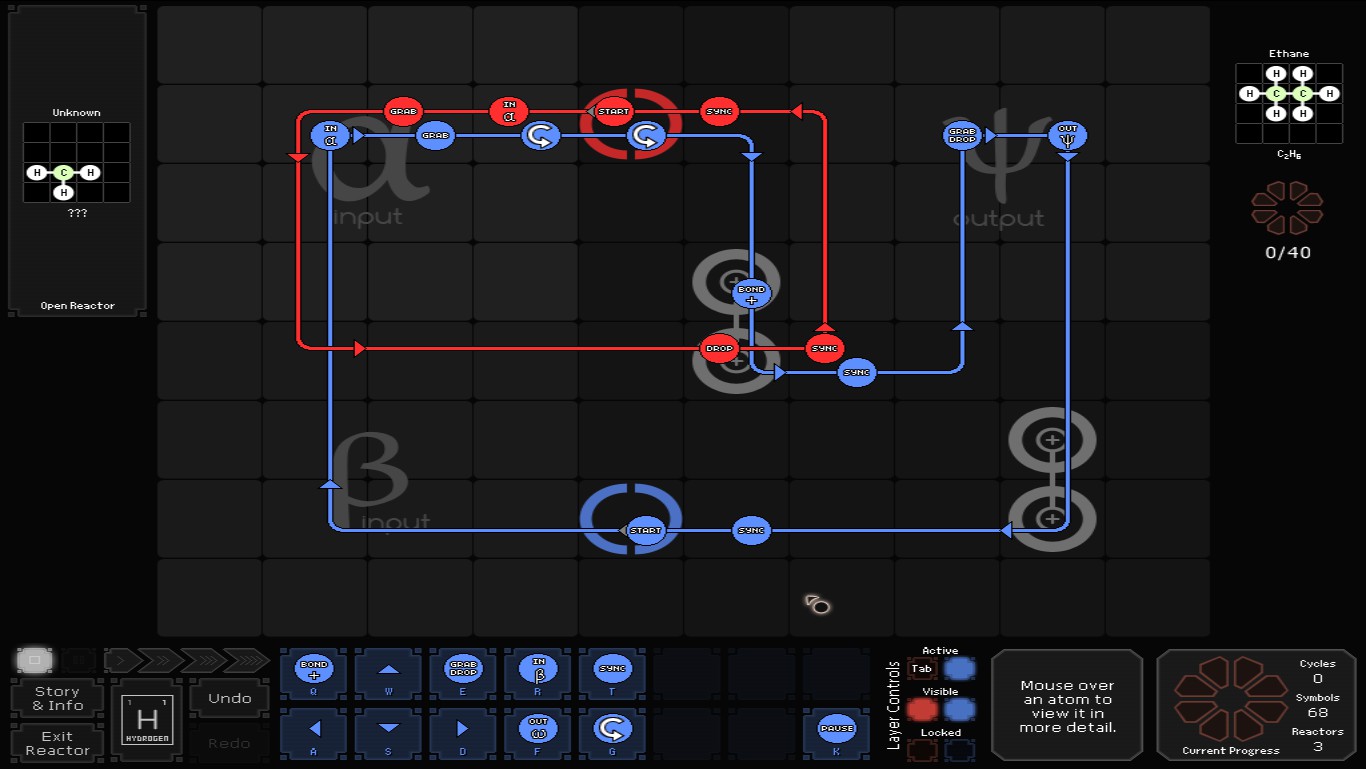 Unknown
H C H
H
???
Open Reactor
GRAB
IN
α
START
SYNC
IN
α
GRAB
α
input
GRAB
DROP
OUT
ψ
ψ
output
BOND
+
DROP
SYNC
SYNC
β
input
START
SYNC
Ethane
H H
H C C H
H H
C₂H₆
0/40
Story
& Info
Exit
Reactor
1 1
H
HYDROGEN
Undo
Redo
BOND
+
Q
W
GRAB
DROP
E
IN
β
R
SYNC
T
A
S
D
OUT
ω
F
G
PAUSE
K
Layer Controls
Active
Tab
Visible
Locked
Mouse over
an atom to
view it in
more detail.
Cycles
0
Symbols
68
Reactors
3
Current Progress